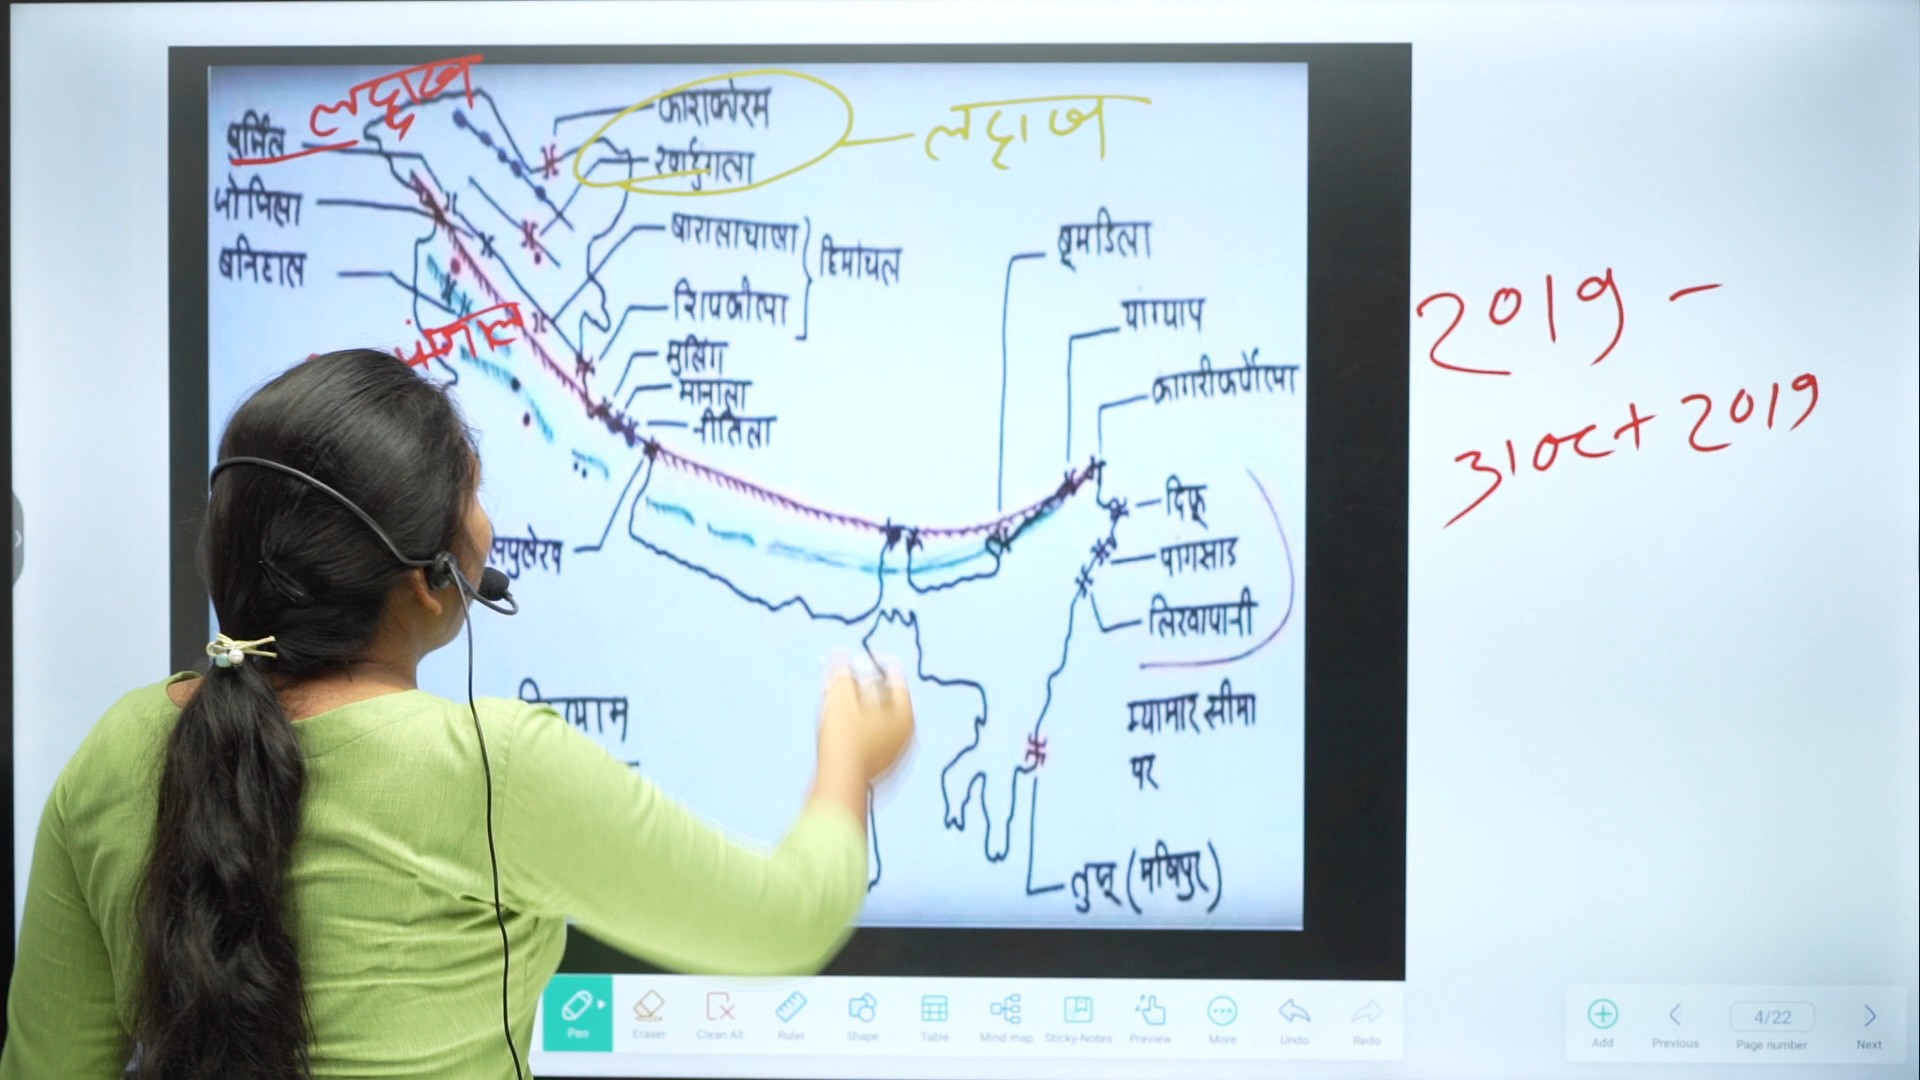 लद्दाख
बुर्जिल
जोजिला
बनिहाल
काराकोरम
खार्दुंगला
लद्दाख
बारालाचाला
शिपकीला
हिमांचल
मुलिंग
मानाला
नीतिला
बूमडिला
यांग्याप
कांगरीकर्पोला
दिफू
पांगसाड
लिखापानी
म्यामार सीमा
पर
तुजू (मणिपुर)
2019 -
31 oct 2019
Pen
Eraser
Clean All
Ruler
Shape
Table
Mind map
Sticky-Notes
Preview
More
Undo
Redo
Add
Previous
4/22
Page number
Next